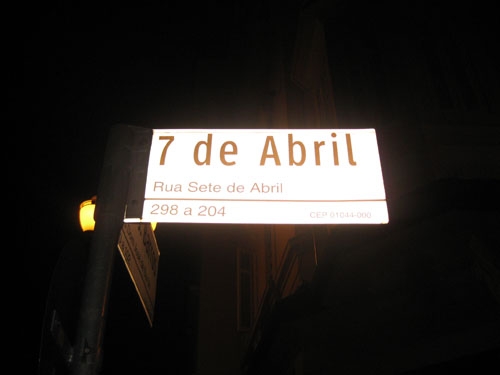 7 de Abril
Rua Sete de Abril
298 a 204
CEP 01044-000